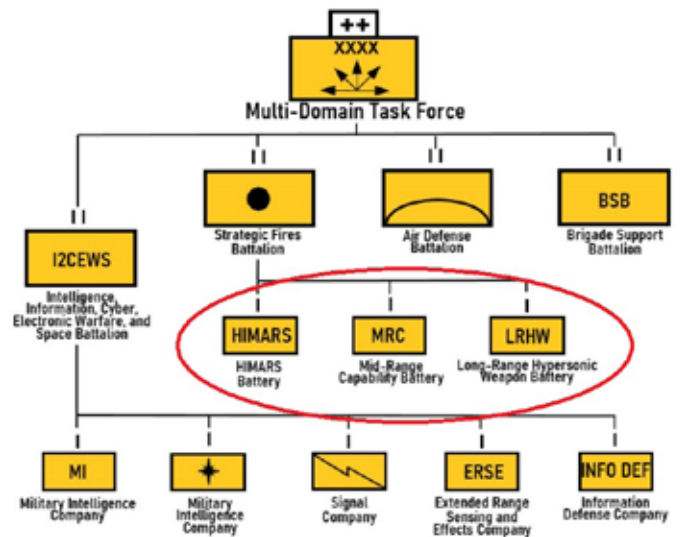 ++
XXXX
Multi-Domain Task Force
II
II
II
II
I2CEWS
Intelligence,
Information, Cyber,
Electronic Warfare, and
Space Battalion
Strategic Fires
Battalion
Air Defense
Battalion
BSB
Brigade Support
Battalion
I
I
I
HIMARS
HIMARS
Battery
MRC
Mid-Range
Capability Battery
LRHW
Long-Range Hypersonic
Weapon Battery
I
I
I
I
I
MI
Military Intelligence
Company
Military
Intelligence
Company
Signal
Company
ERSE
Extended Range
Sensing and
Effects Company
INFO DEF
Information
Defense Company